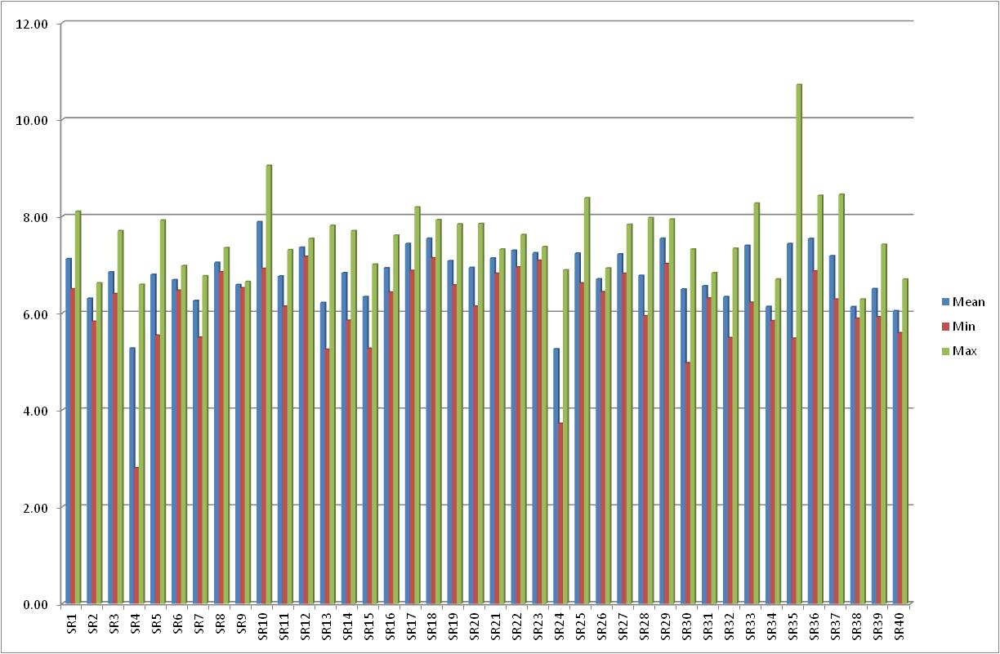 12.00
10.00
8.00
6.00
4.00
2.00
0.00
SR1
SR2
SR3
SR4
SR5
SR6
SR7
SR8
SR9
SR10
SR11
SR12
SR13
SR14
SR15
SR16
SR17
SR18
SR19
SR20
SR21
SR22
SR23
SR24
SR25
SR26
SR27
SR28
SR29
SR30
SR31
SR32
SR33
SR34
SR35
SR36
SR37
SR38
SR39
SR40
Mean
Min
Max